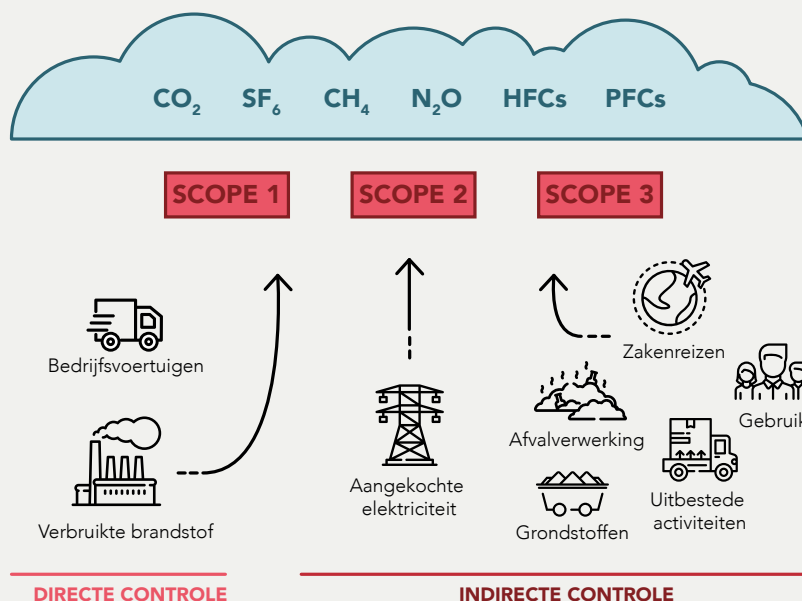 CO₂ SF₆ CH₄ N₂O HFCs PFCs
SCOPE 1 SCOPE 2 SCOPE 3
Bedrijfsvoertuigen
Verbruikte brandstof
Aangekochte
elektriciteit
Zakenreizen
Afvalverwerking
Grondstoffen
Uitbestede
activiteiten
DIRECTE CONTROLE
INDIRECTE CONTROLE